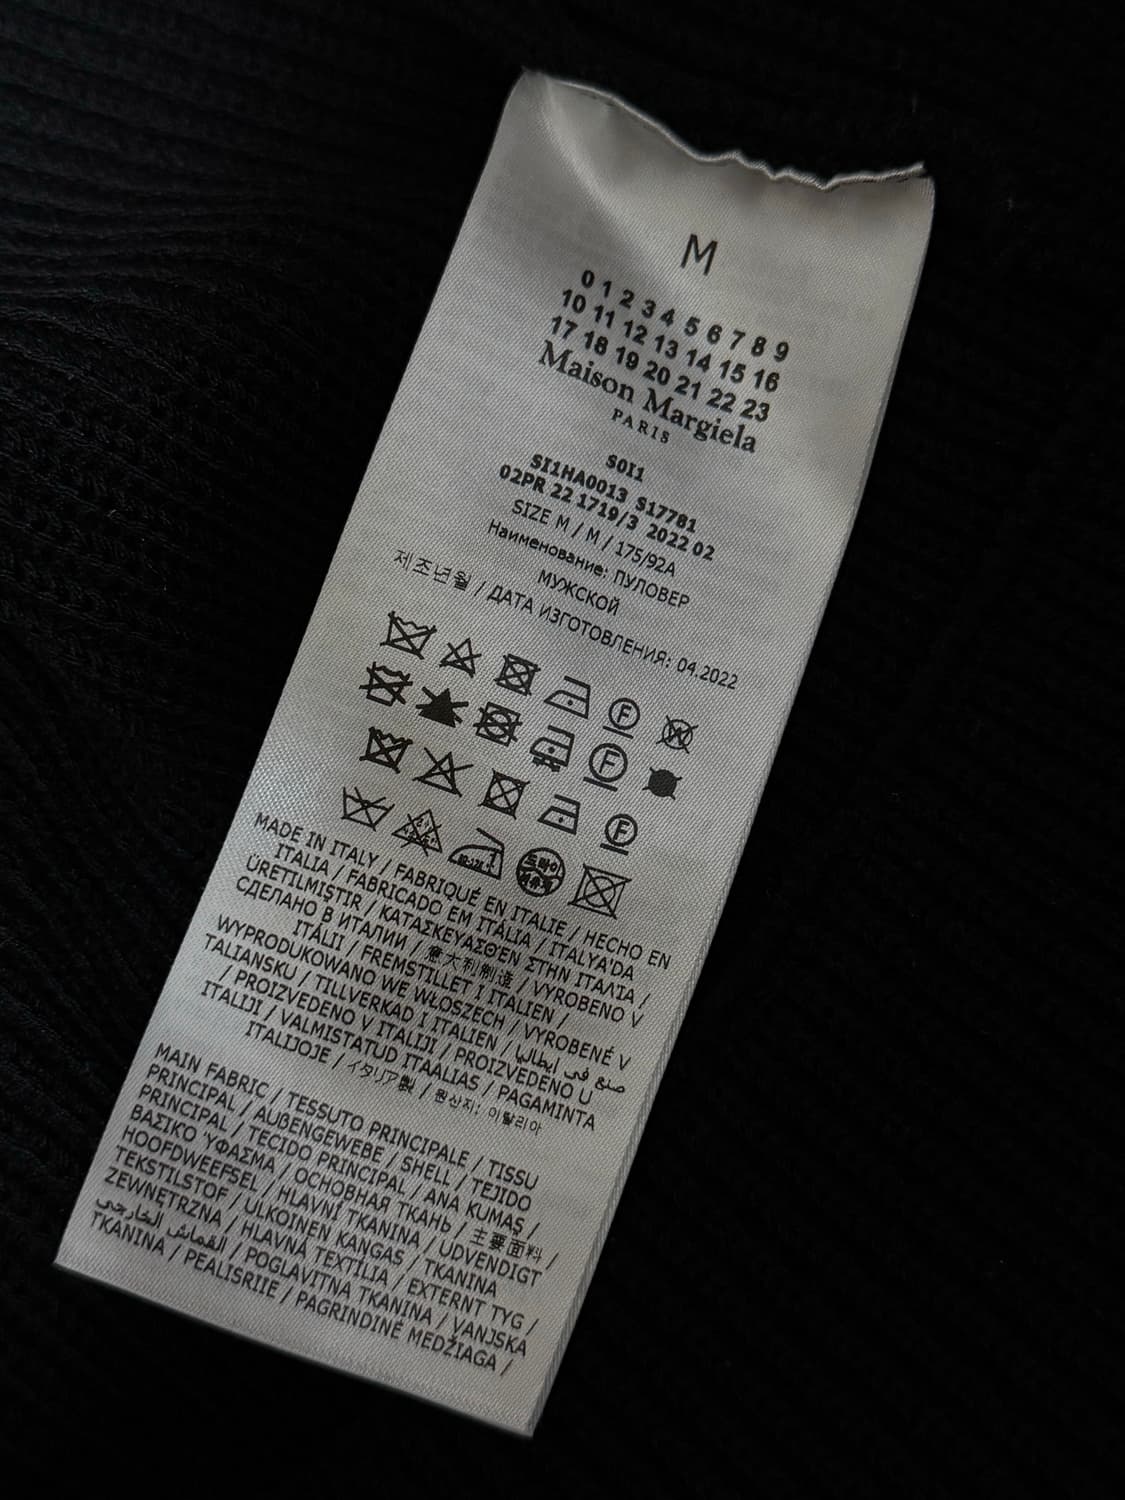 M
0 1 2 3 4 5 6 7 8 9
10 11 12 13 14 15 16
17 18 19 20 21 22 23
Maison Margiela
PARIS
S0I1
SI1HA0013 S17781
02PR 22 1719/3 2022 02
SIZE M / M / 175/92A
Наименование: ПУЛОВЕР
МУЖСКОЙ
제조년월 / ДАТА ИЗГОТОВЛЕНИЯ: 04.2022
W
F
F
F
드라이
MADE IN ITALY / FABRIQUÉ EN ITALIE / HECHO EN
ITALIA / FABRICADO EM ITÁLIA / ITALYA'DA
ÜRETILMIŞTIR / ΚΑΤΑΣΚΕΥΑΣΘΕΝ ΣΤΗΝ ΙΤΑΛΊΑ /
СДЕЛАНО В ИТАЛИИ / 意大利制造 / VYROBENO V
ITÁLII / FREMSTILLET I ITALIEN /
WYPRODUKOWANO WE WŁOSZECH / VYROBENÉ V
TALIANSKU / TILLVERKAD I ITALIEN / صنع في ايطاليا
/ PROIZVEDENO V ITALIJI / PROIZVEDENO U
ITALIJI / VALMISTATUD ITAALIAS / PAGAMINTA
ITALIJOJE / イタリア製 / 원산지: 이탈리아
MAIN FABRIC / TESSUTO PRINCIPALE / TISSU
PRINCIPAL / AUßENGEWEBE / SHELL / TEJIDO
PRINCIPAL / TECIDO PRINCIPAL / ANA KUMAŞ /
ΒΑΣΙΚΌ ΎΦΑΣΜΑ / ОСНОВНАЯ ТКАНЬ / 主要面料 /
HOOFDWEEFSEL / HLAVNÍ TKANINA / UDVENDIGT
TEKSTILSTOF / ULKOINEN KANGAS / TKANINA
ZEWNĘTRZNA / HLAVNÁ TEXTÍLIA / EXTERNT TYG /
القماش الخارجي / POGLAVITNA TKANINA / VANJSKA
TKANINA / PEALISRIIE / PAGRINDINĖ MEDŽIAGA /